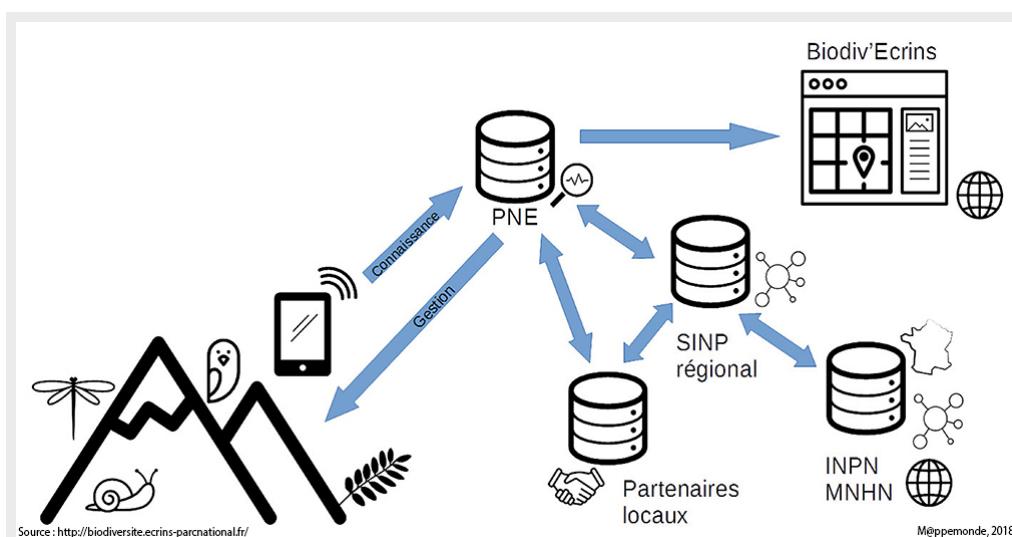 Biodiv'Ecrins
PNE
Connaissance
Gestion
SINP
régional
INPN
MNHN
Partenaires
locaux
Source : http://biodiversite.ecrins-parcnational.fr/
M@ppemonde, 2018